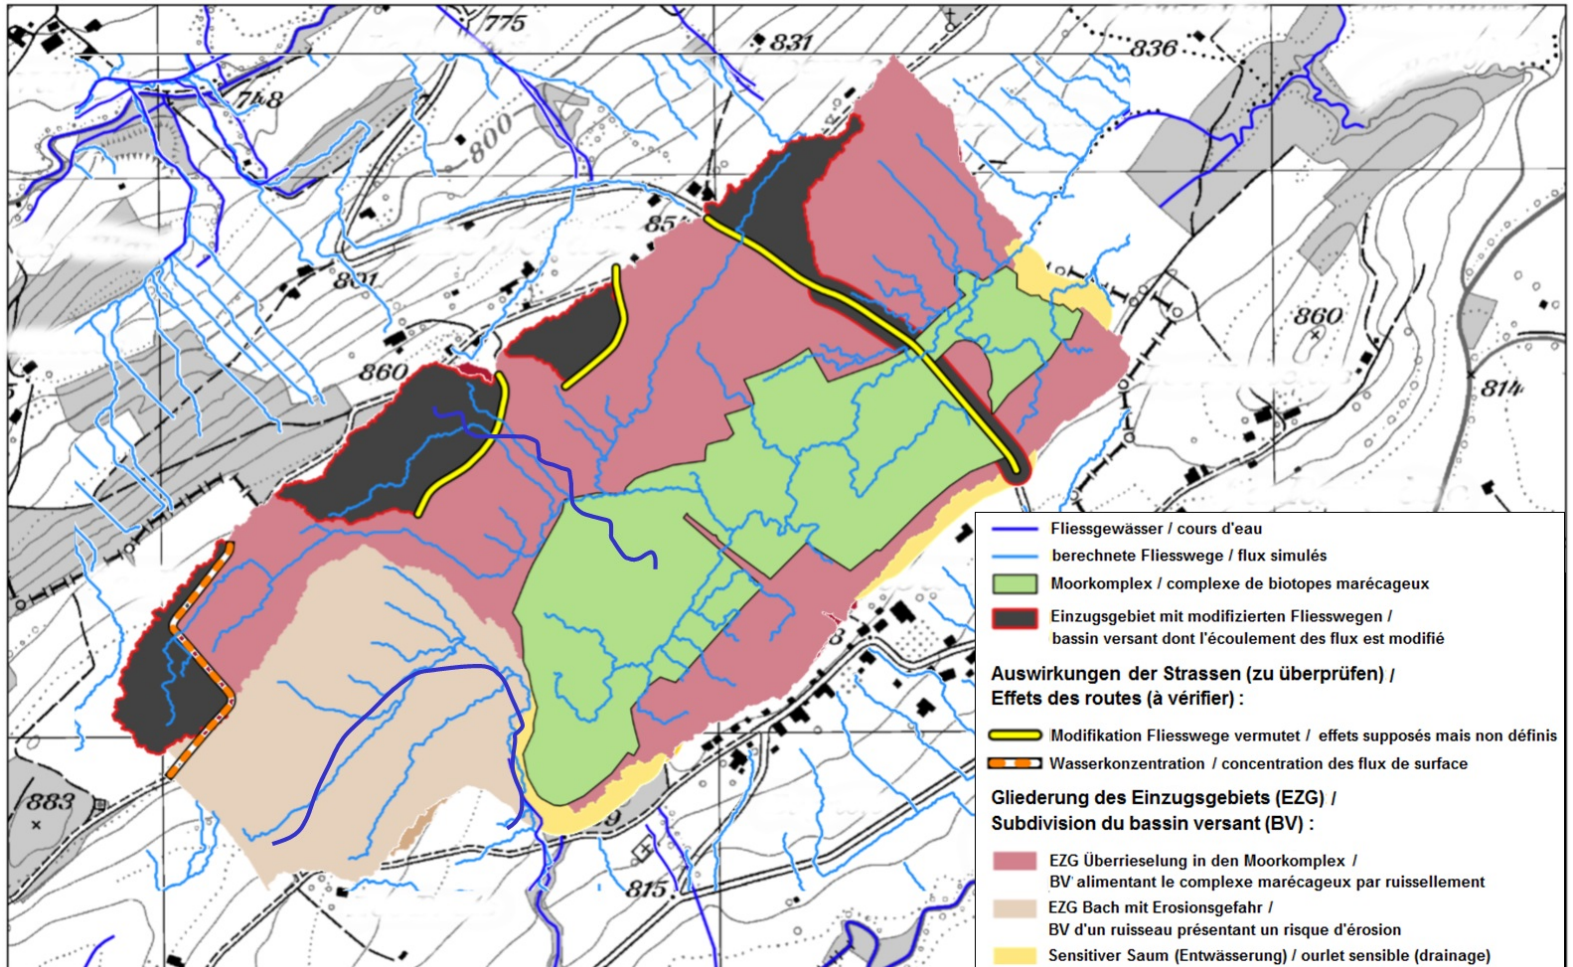 775
831
836
748
800
85
801
860
860
814
Fliessgewässer / cours d'eau
berechnete Fliesswege / flux simulés
Moorkomplex / complexe de biotopes marécageux
Einzugsgebiet mit modifizierten Fliesswegen /
bassin versant dont l'écoulement des flux est modifié
8
Auswirkungen der Strassen (zu überprüfen) /
Effets des routes (à vérifier) :
Modifikation Fliesswege vermutet / effets supposés mais non définis
Wasserkonzentration / concentration des flux de surface
883
9
Gliederung des Einzugsgebiets (EZG) /
Subdivision du bassin versant (BV) :
EZG Überrieselung in den Moorkomplex /
BV alimentant le complexe marécageux par ruissellement
815
EZG Bach mit Erosionsgefahr /
BV d'un ruisseau présentant un risque d'érosion
Sensitiver Saum (Entwässerung) / ourlet sensible (drainage)